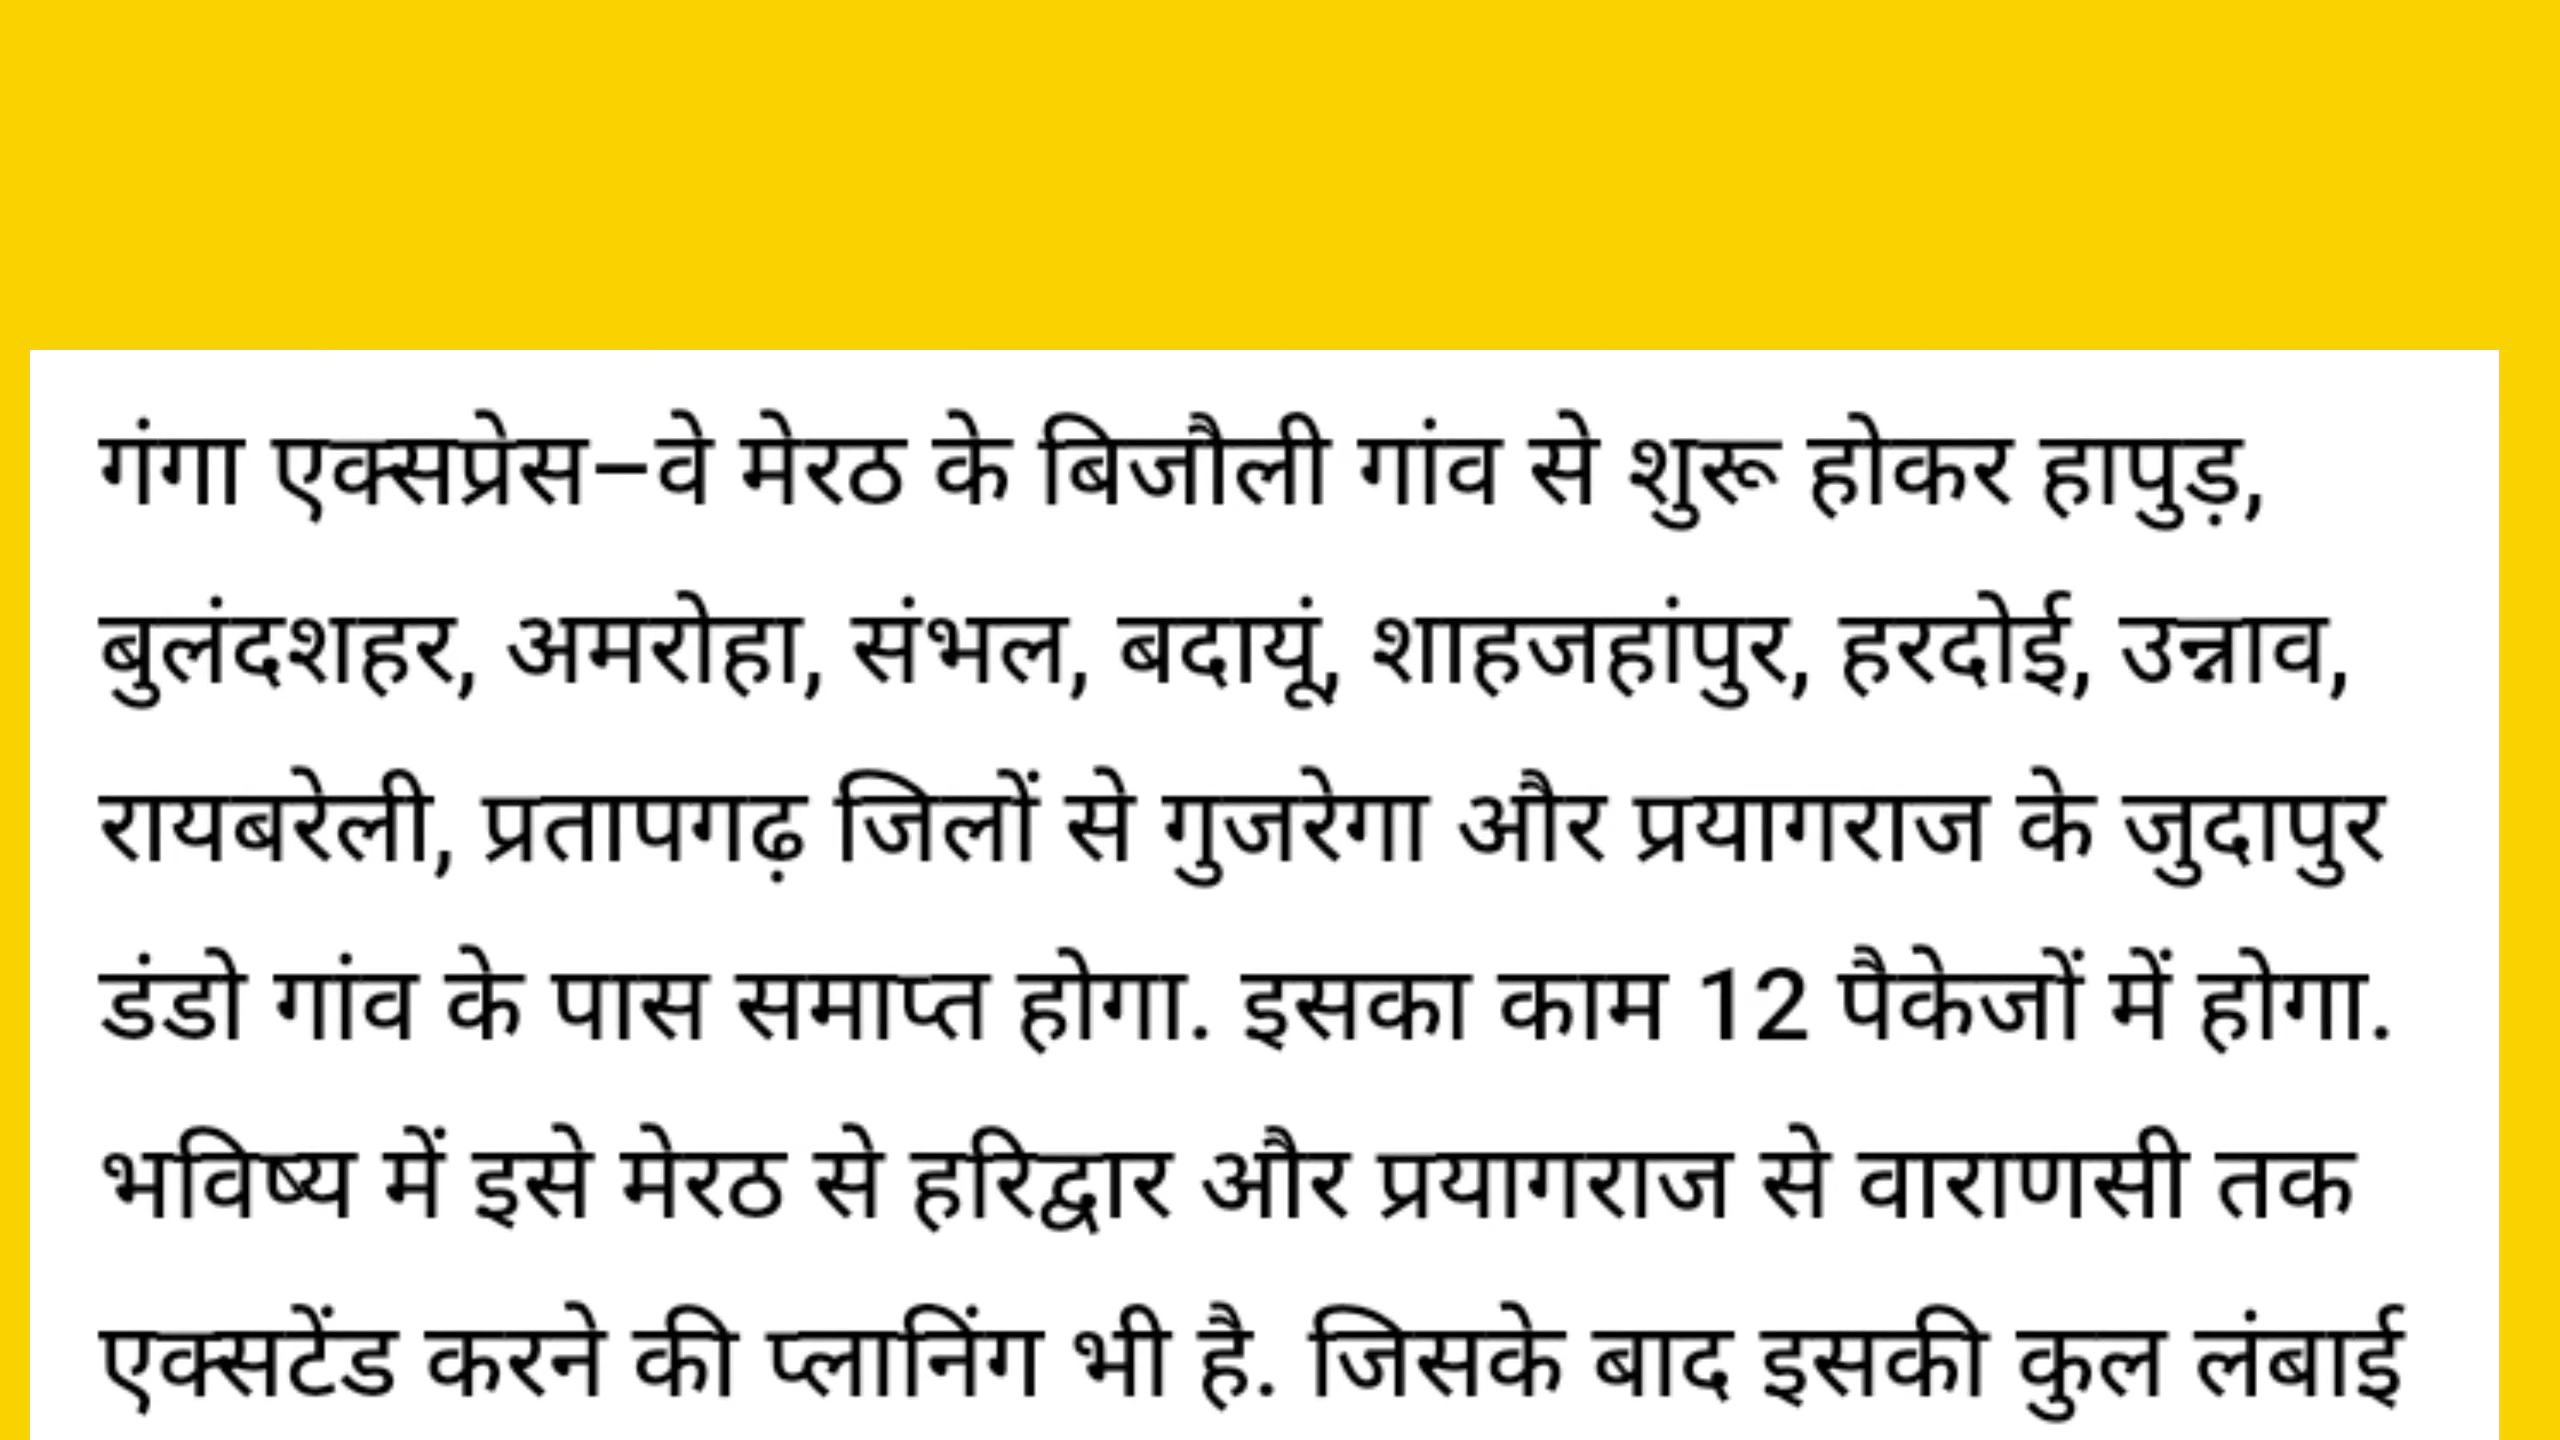 गंगा एक्सप्रेस–वे मेरठ के बिजौली गांव से शुरू होकर हापुड़,
बुलंदशहर, अमरोहा, संभल, बदायूं, शाहजहांपुर, हरदोई, उन्नाव,
रायबरेली, प्रतापगढ़ जिलों से गुजरेगा और प्रयागराज के जुदापुर
डंडो गांव के पास समाप्त होगा. इसका काम 12 पैकेजों में होगा.
भविष्य में इसे मेरठ से हरिद्वार और प्रयागराज से वाराणसी तक
एक्सटेंड करने की प्लानिंग भी है. जिसके बाद इसकी कुल लंबाई